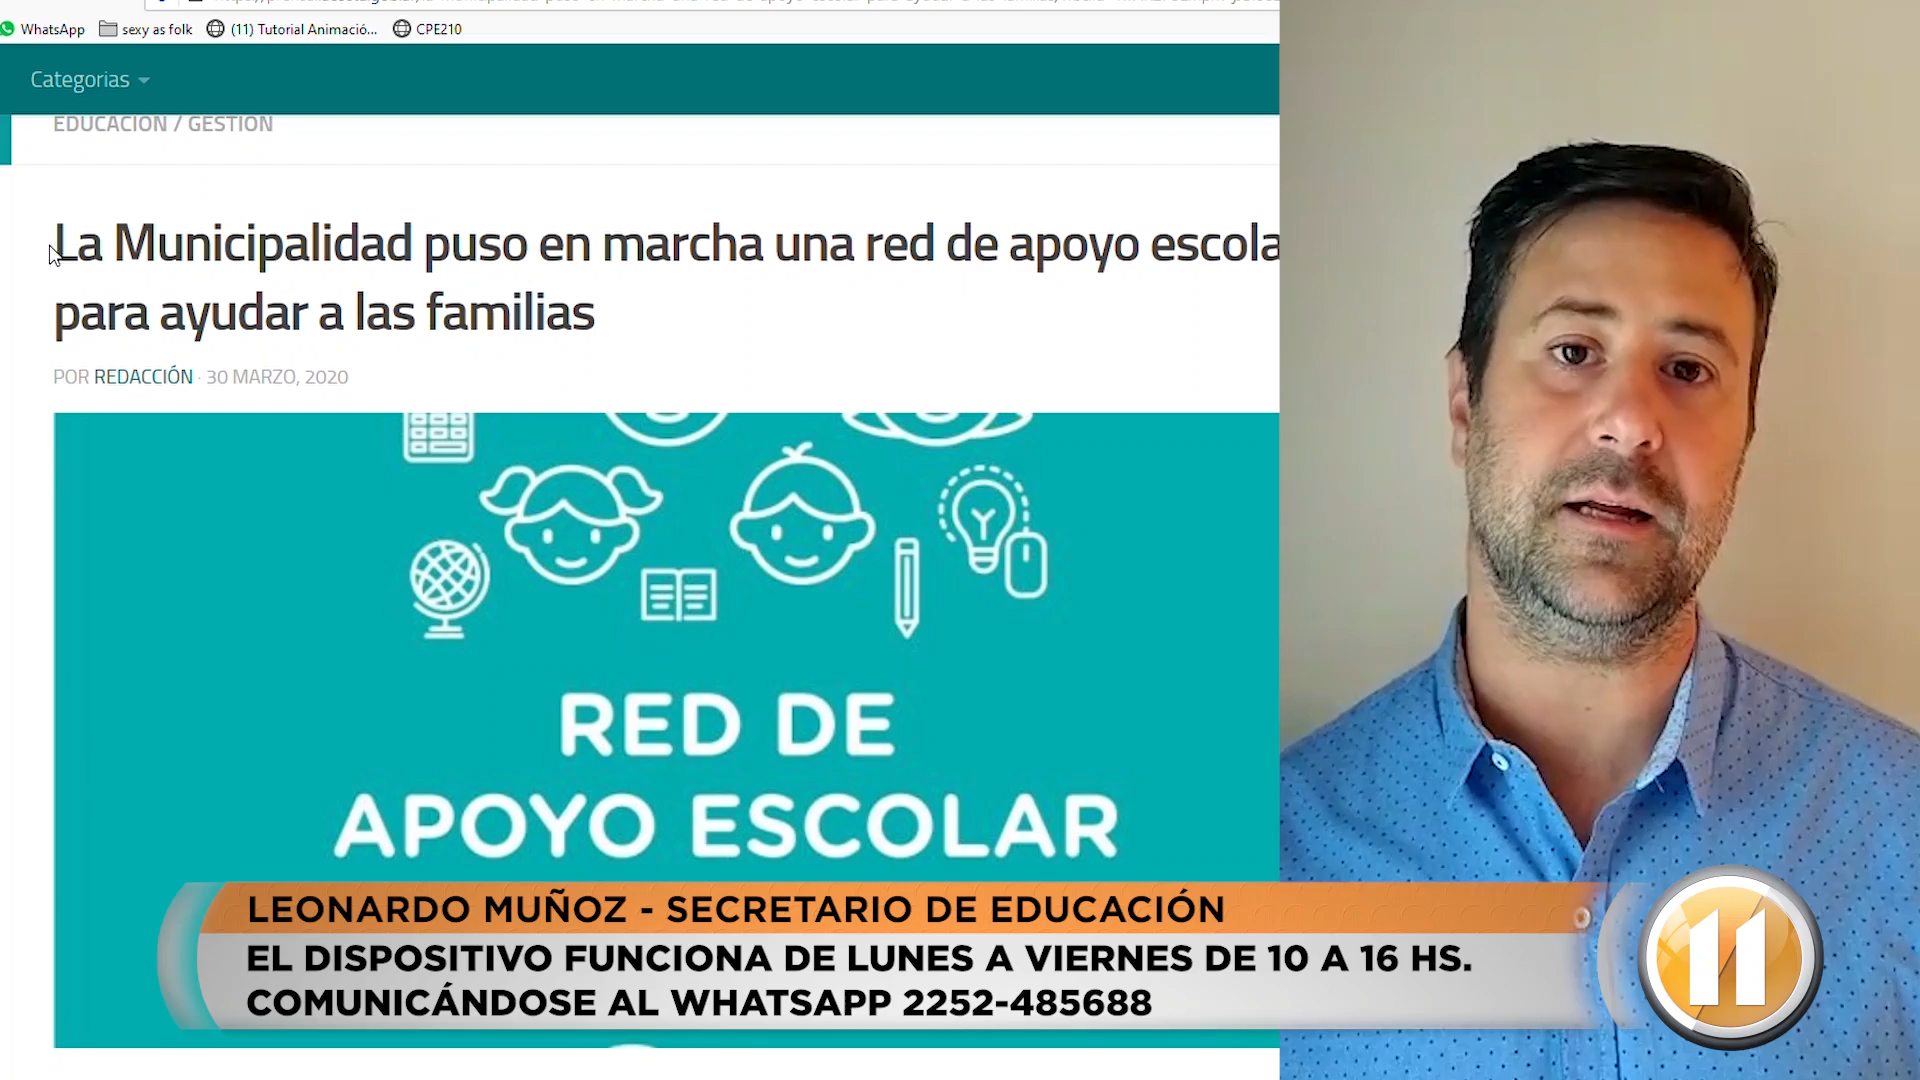 WhatsApp
sexy as folk
(11) Tutorial Animació...
CPE210
Categorias
EDUCACIÓN / GESTIÓN
La Municipalidad puso en marcha una red de apoyo escola
para ayudar a las familias
POR REDACCIÓN · 30 MARZO, 2020
RED DE
APOYO ESCOLAR
LEONARDO MUÑOZ - SECRETARIO DE EDUCACIÓN
EL DISPOSITIVO FUNCIONA DE LUNES A VIERNES DE 10 A 16 HS.
COMUNICÁNDOSE AL WHATSAPP 2252-485688
11